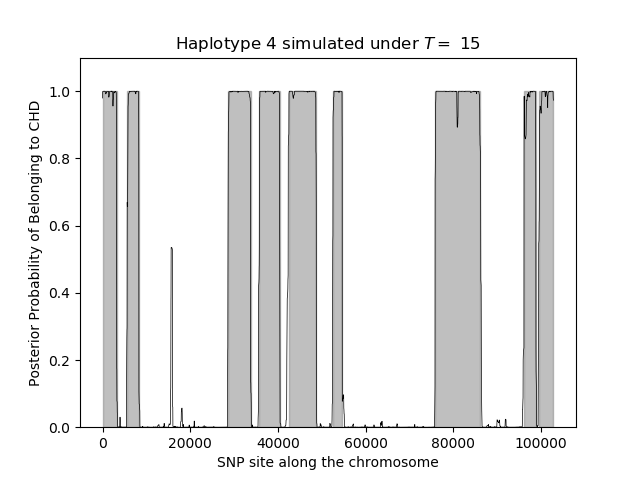 Haplotype 4 simulated under T = 15
Posterior Probability of Belonging to CHD
1.0
0.8
0.6
0.4
0.2
0.0
0 20000 40000 60000 80000 100000
SNP site along the chromosome